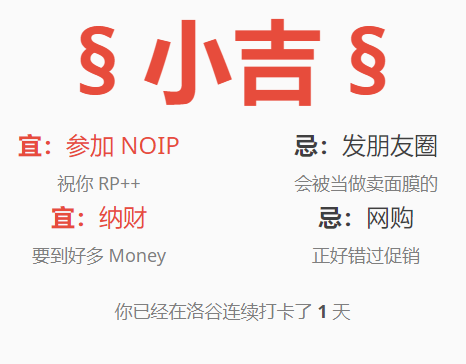 § 小吉 §
宜：参加 NOIP 忌：发朋友圈
祝你 RP++ 会被当做卖面膜的
宜：纳财 忌：网购
要到好多 Money 正好错过促销
你已经在洛谷连续打卡了 1 天